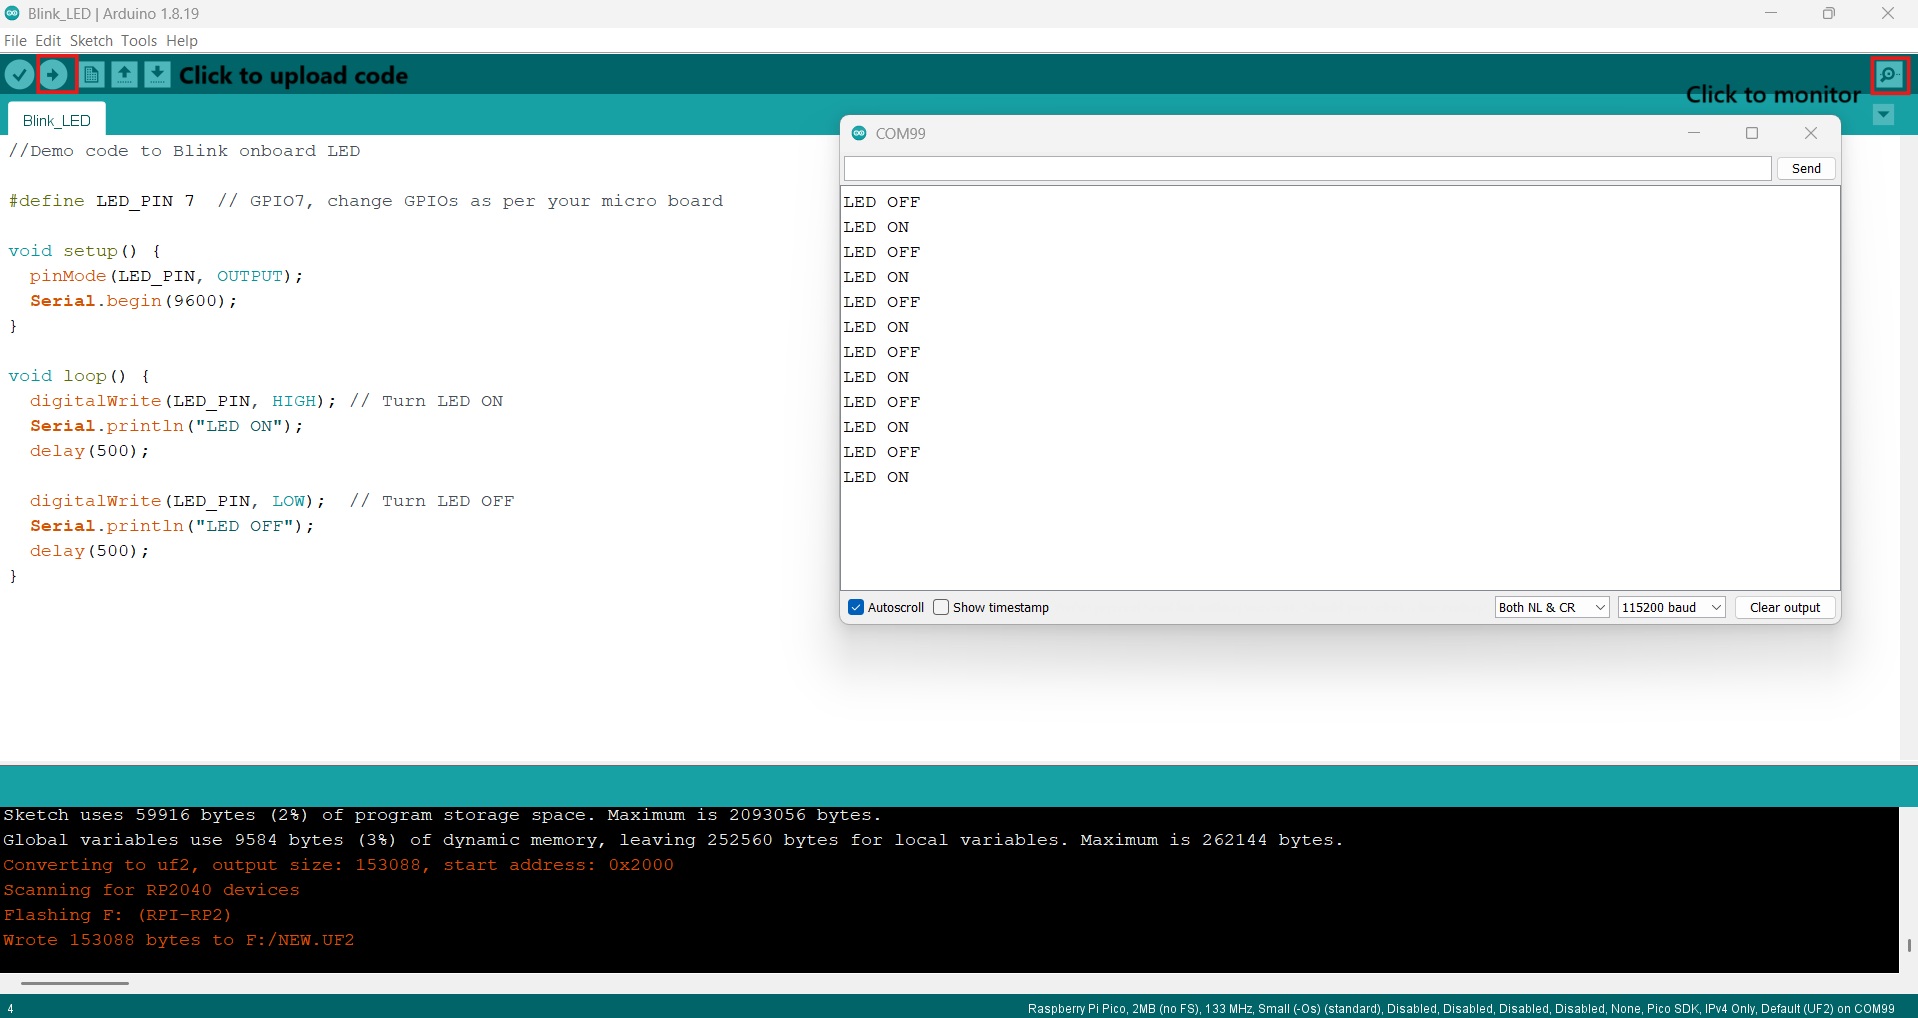 Blink_LED | Arduino 1.8.19
File Edit Sketch Tools Help
Click to upload code
Click to monitor
Blink_LED
//Demo code to Blink onboard LED
#define LED_PIN 7  // GPIO7, change GPIOs as per your micro board
void setup() {
  pinMode(LED_PIN, OUTPUT);
  Serial.begin(9600);
}
void loop() {
  digitalWrite(LED_PIN, HIGH); // Turn LED ON
  Serial.println("LED ON");
  delay(500);
  digitalWrite(LED_PIN, LOW);  // Turn LED OFF
  Serial.println("LED OFF");
  delay(500);
}
COM99
Send
LED OFF
LED ON
LED OFF
LED ON
LED OFF
LED ON
LED OFF
LED ON
LED OFF
LED ON
LED OFF
LED ON
Autoscroll Show timestamp Both NL & CR 115200 baud Clear output
Sketch uses 59916 bytes (2%) of program storage space. Maximum is 2093056 bytes.
Global variables use 9584 bytes (3%) of dynamic memory, leaving 252560 bytes for local variables. Maximum is 262144 bytes.
Converting to uf2, output size: 153088, start address: 0x2000
Scanning for RP2040 devices
Flashing F: (RPI-RP2)
Wrote 153088 bytes to F:/NEW.UF2
4 Raspberry Pi Pico, 2MB (no FS), 133 MHz, Small (-Os) (standard), Disabled, Disabled, Disabled, Disabled, None, Pico SDK, IPv4 Only, Default (UF2) on COM99